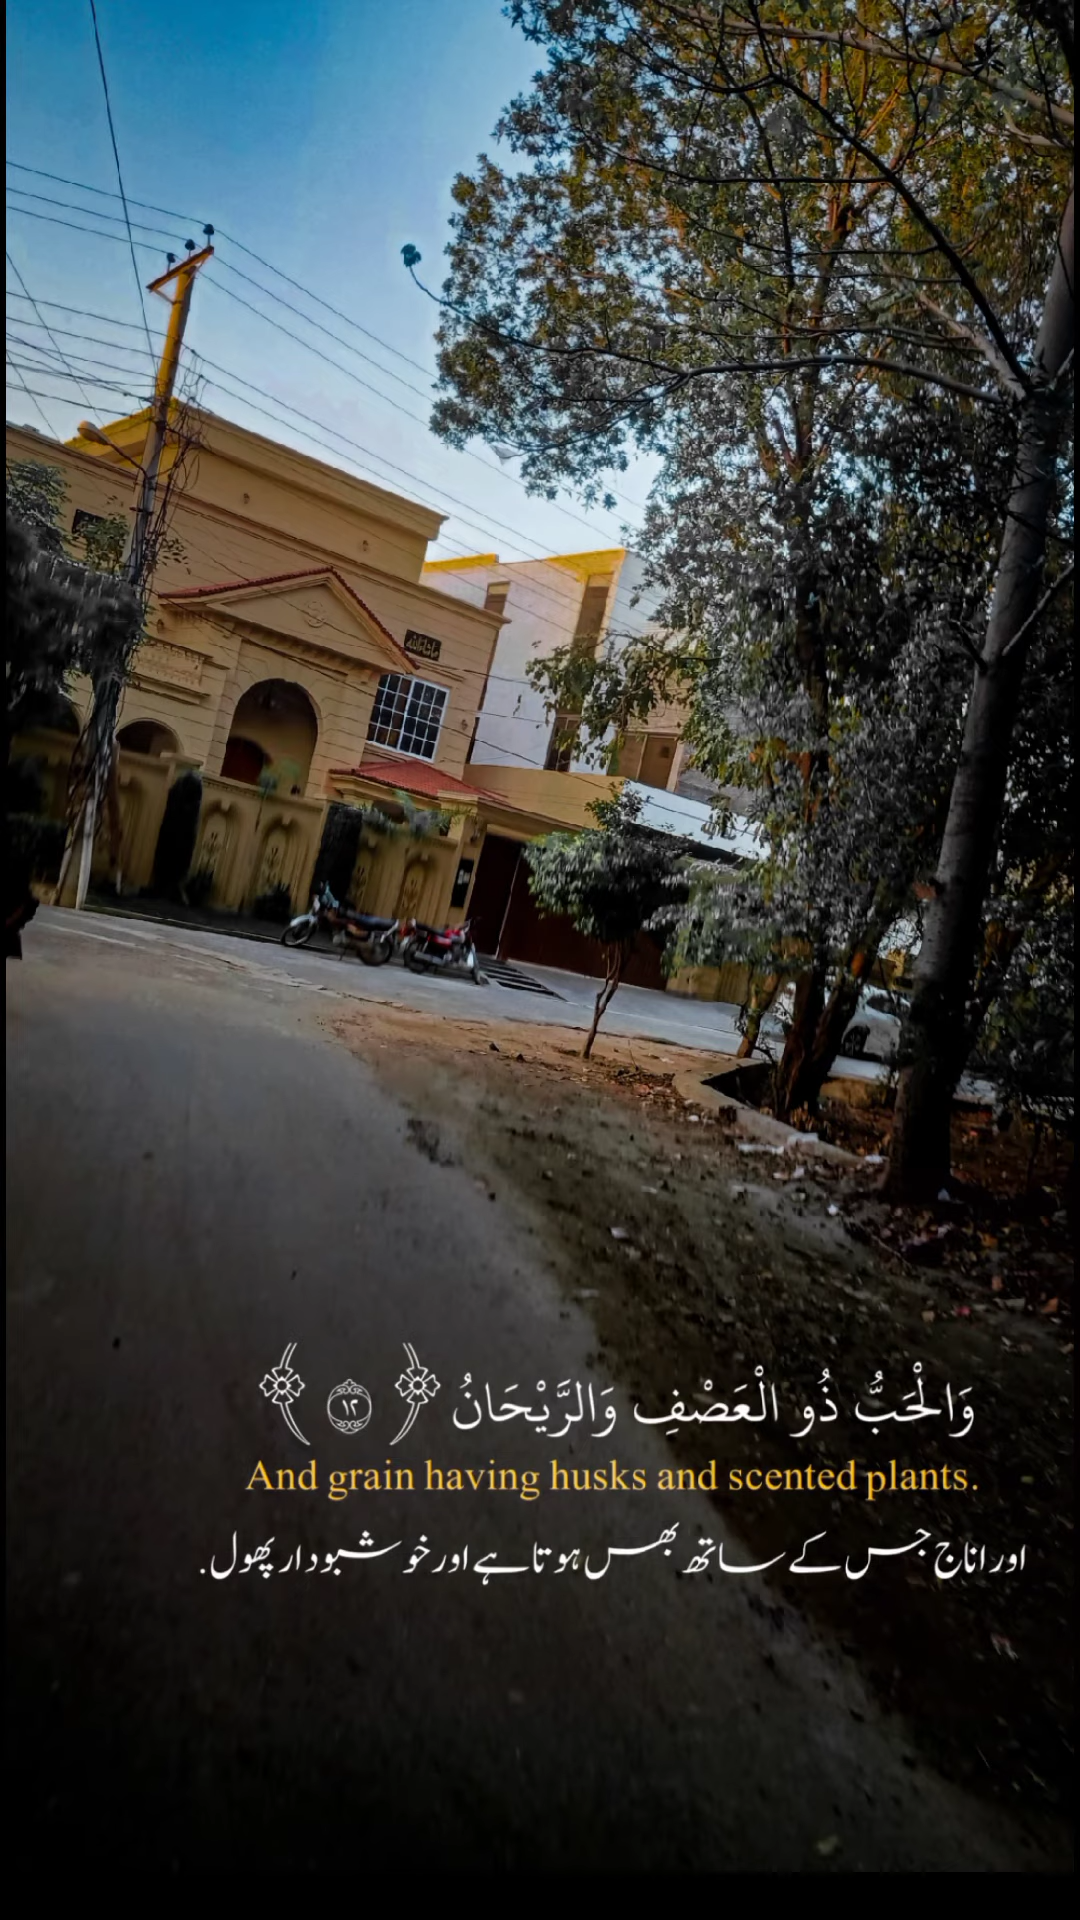 ماشاءالله
وَالْحَبُّ ذُو الْعَصْفِ وَالرَّيْحَانُ ﴿١٢﴾
And grain having husks and scented plants.
اور اناج جس کے ساتھ بھس ہوتا ہے اور خوشبودار پھول.